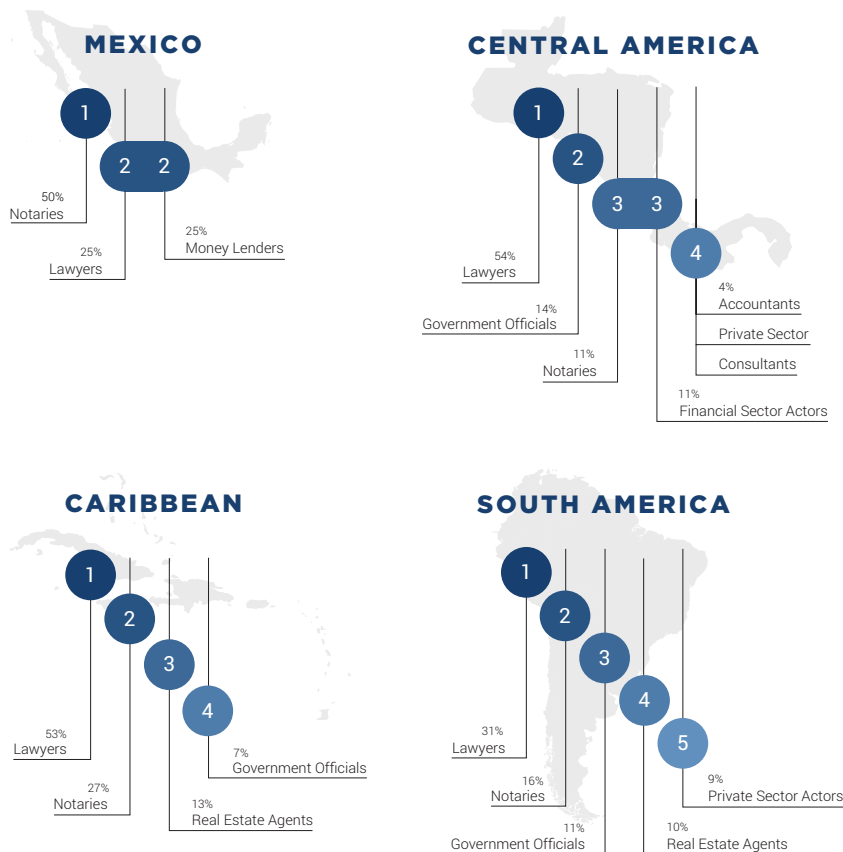 MEXICO
1
2 2
50%
Notaries
25%
Lawyers
25%
Money Lenders
CENTRAL AMERICA
1
2
3 3
4
54%
Lawyers
14%
Government Officials
11%
Notaries
4%
Accountants
Private Sector
Consultants
11%
Financial Sector Actors
CARIBBEAN
1
2
3
4
53%
Lawyers
27%
Notaries
7%
Government Officials
13%
Real Estate Agents
SOUTH AMERICA
1
2
3
4
5
31%
Lawyers
16%
Notaries
11%
Government Officials
9%
Private Sector Actors
10%
Real Estate Agents